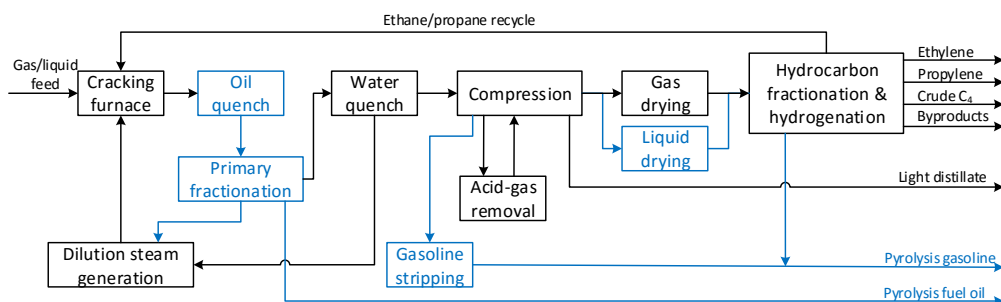 Ethane/propane recycle
Gas/liquid
feed
Cracking
furnace
Oil
quench
Water
quench
Compression
Gas
drying
Hydrocarbon
fractionation &
hydrogenation
Ethylene
Propylene
Crude C₄
Byproducts
Liquid
drying
Primary
fractionation
Acid-gas
removal
Light distillate
Dilution steam
generation
Gasoline
stripping
Pyrolysis gasoline
Pyrolysis fuel oil